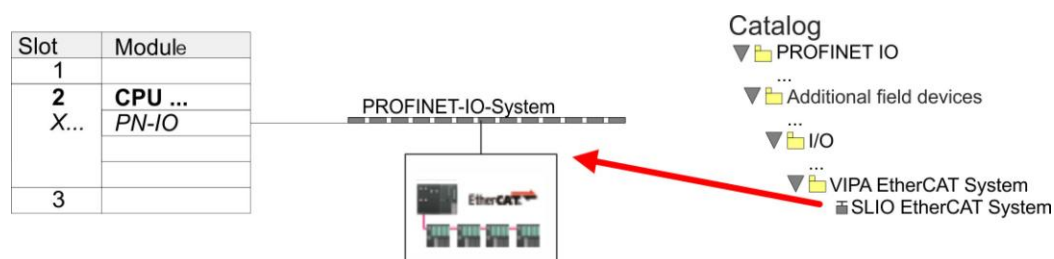 Slot Module
1
2 CPU ...
X... PN-IO
3
PROFINET-IO-System
EtherCAT
Catalog
PROFINET IO
...
Additional field devices
...
I/O
...
VIPA EtherCAT System
SLIO EtherCAT System